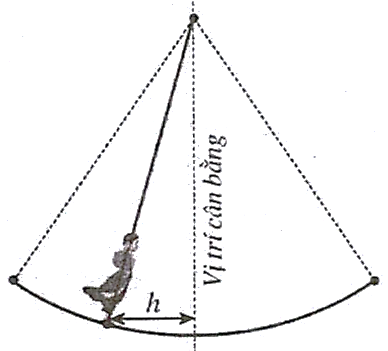 Vị trí cân bằng
h